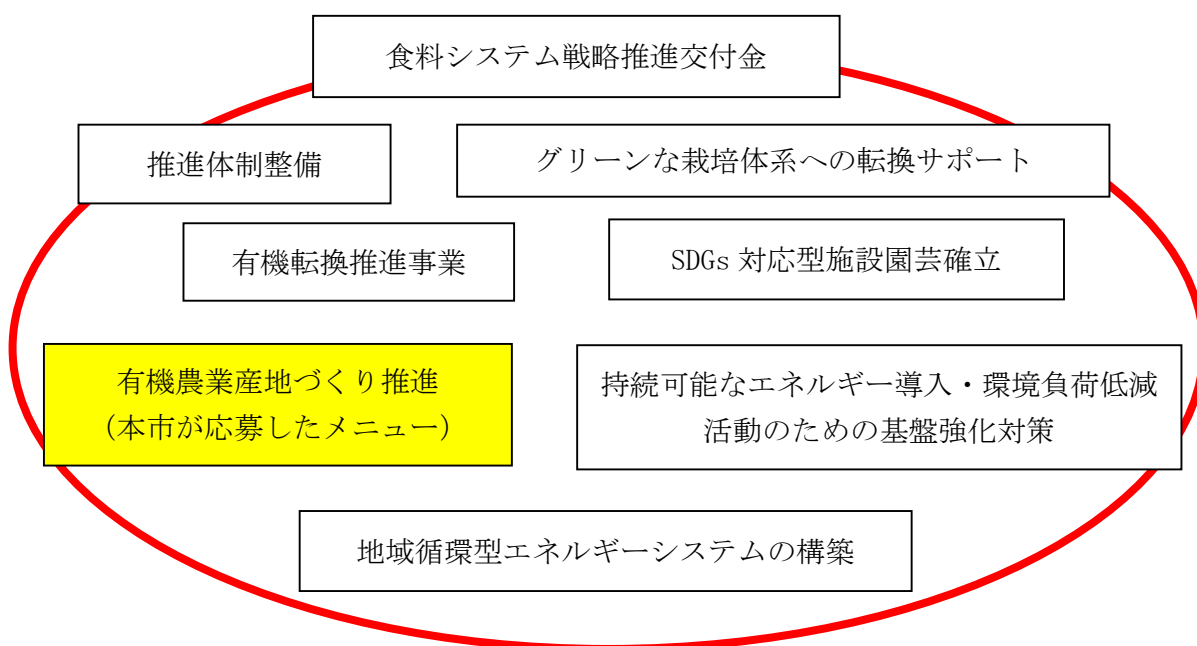 食料システム戦略推進交付金
推進体制整備
グリーンな栽培体系への転換サポート
有機転換推進事業
SDGs 対応型施設園芸確立
有機農業産地づくり推進
（本市が応募したメニュー）
持続可能なエネルギー導入・環境負荷低減
活動のための基盤強化対策
地域循環型エネルギーシステムの構築